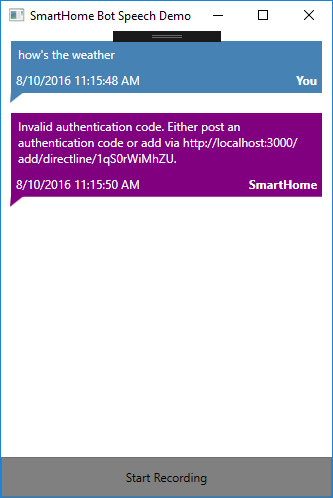 SmartHome Bot Speech Demo
how's the weather
8/10/2016 11:15:48 AM You
Invalid authentication code. Either post an
authentication code or add via http://localhost:3000/
add/directline/1qS0rWiMhZU.
8/10/2016 11:15:50 AM SmartHome
Start Recording